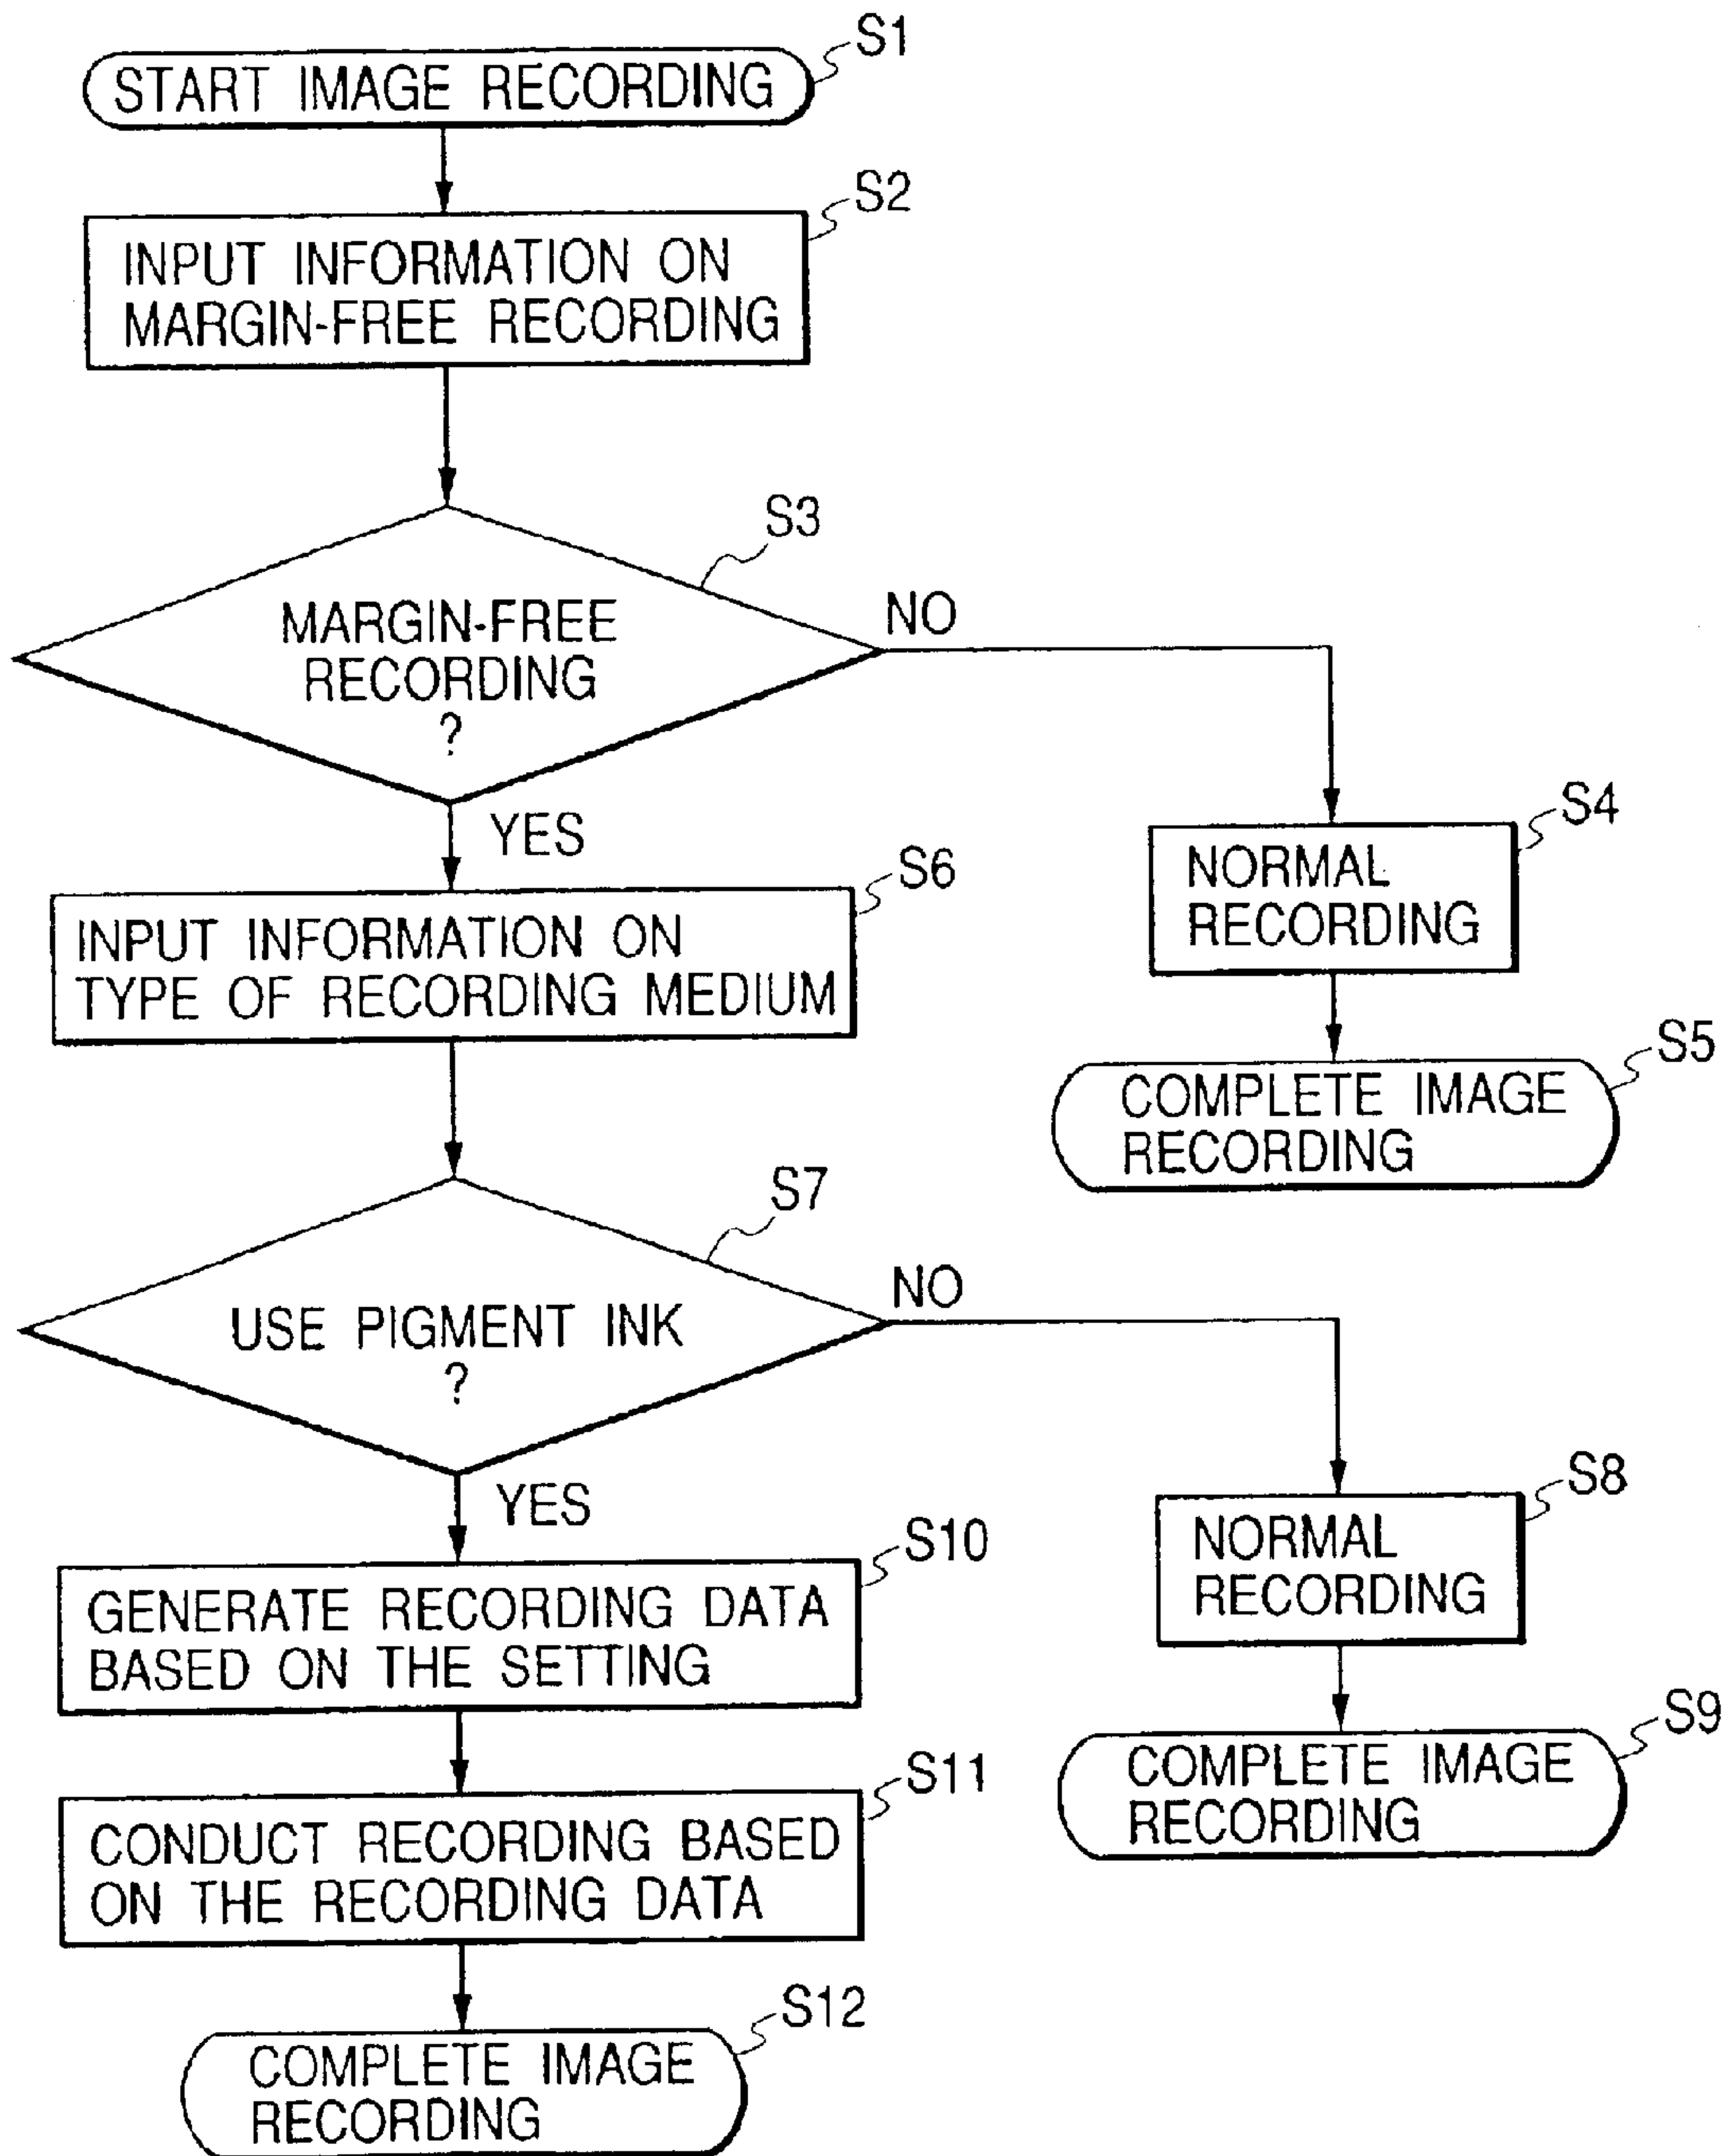 S1
START IMAGE RECORDING
S2
INPUT INFORMATION ON
MARGIN-FREE RECORDING
S3
MARGIN-FREE
RECORDING
?
NO
YES
S4
NORMAL
RECORDING
S5
COMPLETE IMAGE
RECORDING
S6
INPUT INFORMATION ON
TYPE OF RECORDING MEDIUM
S7
USE PIGMENT INK
?
NO
YES
S8
NORMAL
RECORDING
S9
COMPLETE IMAGE
RECORDING
S10
GENERATE RECORDING DATA
BASED ON THE SETTING
S11
CONDUCT RECORDING BASED
ON THE RECORDING DATA
S12
COMPLETE IMAGE
RECORDING